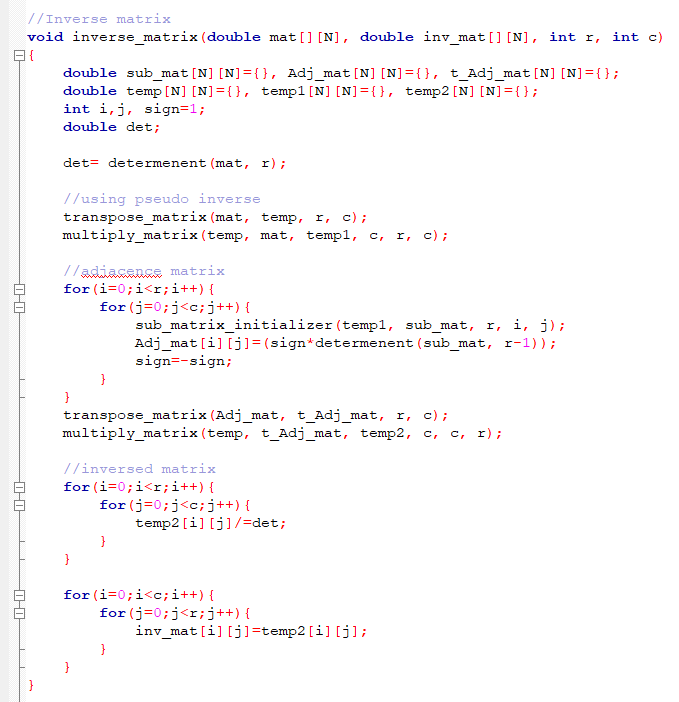 //Inverse matrix
void inverse_matrix(double mat[][N], double inv_mat[][N], int r, int c)
{
    double sub_mat[N][N]={}, Adj_mat[N][N]={}, t_Adj_mat[N][N]={};
    double temp[N][N]={}, temp1[N][N]={}, temp2[N][N]={};
    int i,j, sign=1;
    double det;

    det= determenent(mat, r);

    //using pseudo inverse
    transpose_matrix(mat, temp, r, c);
    multiply_matrix(temp, mat, temp1, c, r, c);

    //adjacence matrix
    for(i=0;i<r;i++){
        for(j=0;j<c;j++){
            sub_matrix_initializer(temp1, sub_mat, r, i, j);
            Adj_mat[i][j]=(sign*determenent(sub_mat, r-1));
            sign=-sign;
        }
    }
    transpose_matrix(Adj_mat, t_Adj_mat, r, c);
    multiply_matrix(temp, t_Adj_mat, temp2, c, c, r);

    //inversed matrix
    for(i=0;i<r;i++){
        for(j=0;j<c;j++){
            temp2[i][j]/=det;
        }
    }

    for(i=0;i<c;i++){
        for(j=0;j<r;j++){
            inv_mat[i][j]=temp2[i][j];
        }
    }
}